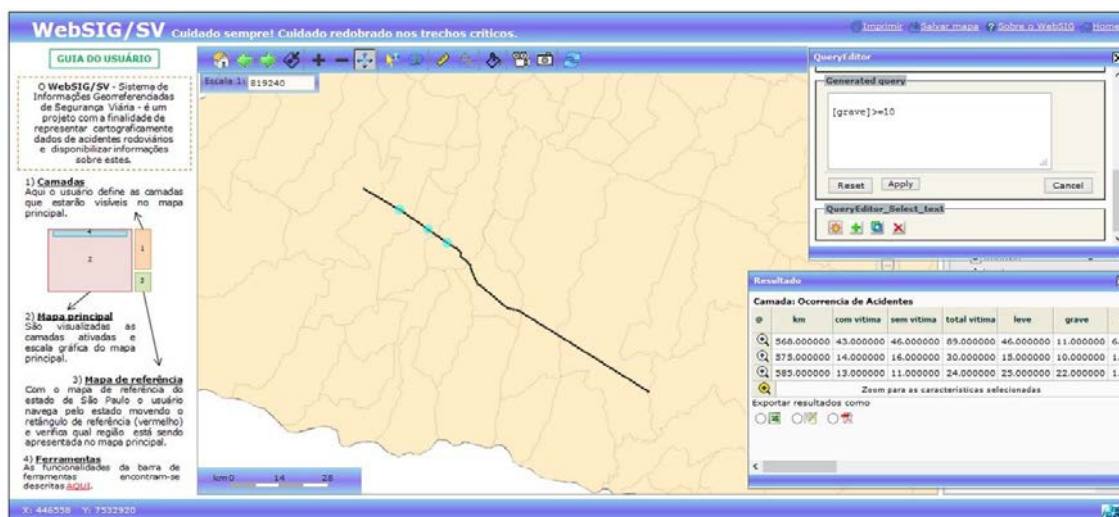 WebSIG/SV Cuidado sempre! Cuidado redobrado nos trechos críticos.
Imprimir Salvar mapa Sobre o WebSIG Home
GUIA DO USUÁRIO
O WebSIG/SV - Sistema de
Informações Georreferenciadas
de Segurança Viária - é um
projeto com a finalidade de
representar cartograficamente
dados de acidentes rodoviários
e disponibilizar informações
sobre estes.
1) Camadas
Aqui o usuário define as camadas
que estarão visíveis no mapa
principal.
4
2
1
3
2) Mapa principal
São visualizadas as
camadas ativadas e
escala gráfica do mapa
principal.
3) Mapa de referência
Com o mapa de referência do
estado de São Paulo o usuário
navega pelo estado movendo o
retângulo de referência (vermelho)
e verifica qual região está sendo
apresentada no mapa principal.
4) Ferramentas
As funcionalidades da barra de
ferramentas encontram-se
descritas AQUI.
Escala 1: 819240
km0 14 28
QueryEditor
Generated query
[grave]>=10
Reset Apply Cancel
QueryEditor_Select_text
Resultado
Camada: Ocorrencia de Acidentes
@ km com vitima sem vitima total vitima leve grave
568.000000 43.000000 46.000000 89.000000 46.000000 11.000000 6.
575.000000 14.000000 16.000000 30.000000 15.000000 10.000000 1.
585.000000 13.000000 11.000000 24.000000 25.000000 22.000000 1.
Zoom para as características selecionadas
Exportar resultados como
X: 446558 Y: 7532920